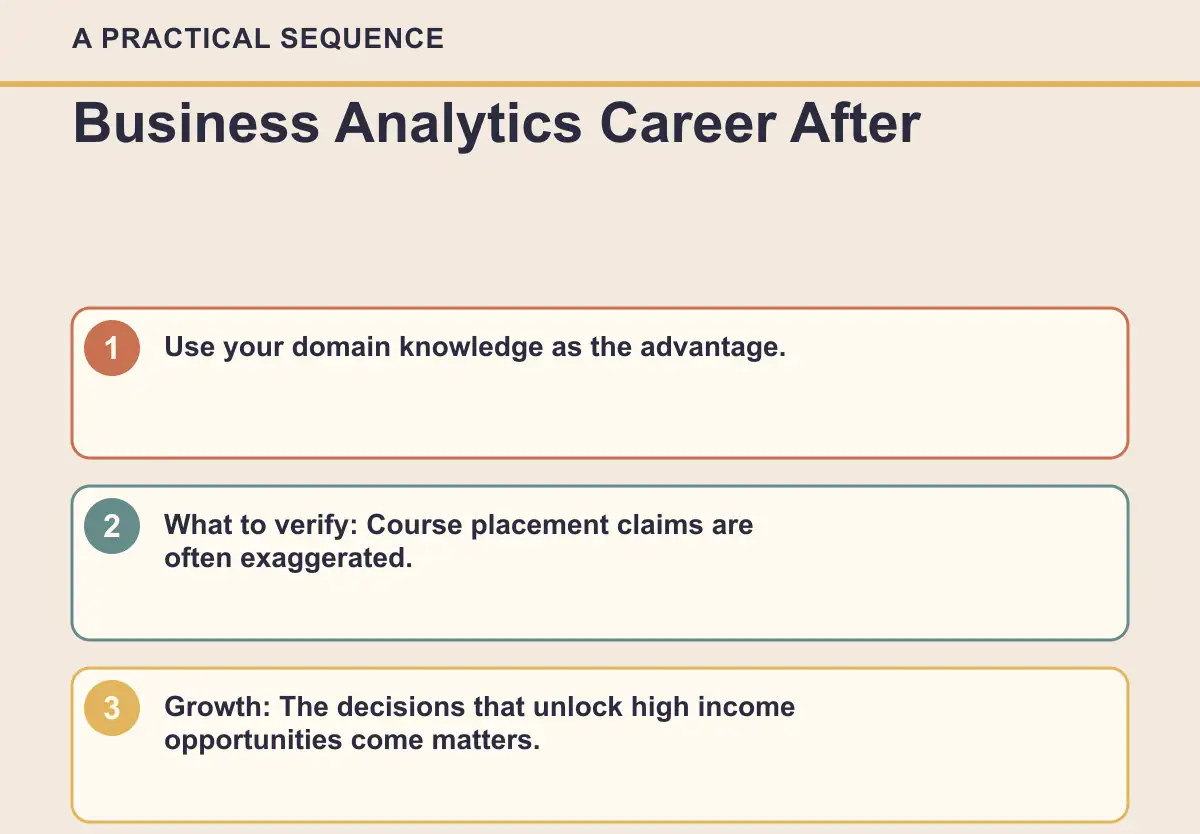 A PRACTICAL SEQUENCE
Business Analytics Career After
1
Use your domain knowledge as the advantage.
2
What to verify: Course placement claims are
often exaggerated.
3
Growth: The decisions that unlock high income
opportunities come matters.